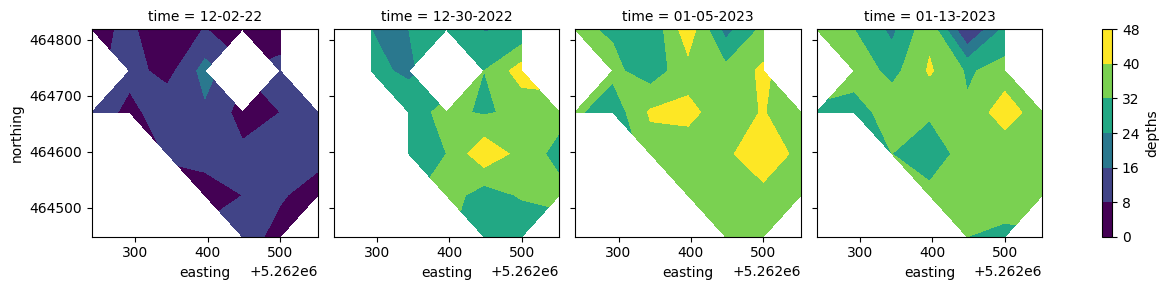 time = 12-02-22
time = 12-30-2022
time = 01-05-2023
time = 01-13-2023
464800
464700
464600
464500
northing
300
400
500
easting
+5.262e6
300
400
500
easting
+5.262e6
300
400
500
easting
+5.262e6
300
400
500
easting
+5.262e6
48
40
32
24
16
8
0
depths